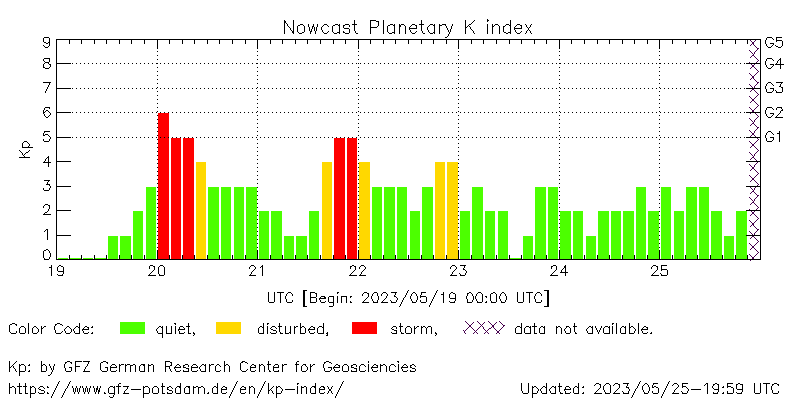 Nowcast Planetary K index
9 G5
8 G4
7 G3
6 G2
5 G1
4
3
2
1
0
Kp
19 20 21 22 23 24 25
UTC [Begin: 2023/05/19 00:00 UTC]
Color Code: quiet, disturbed, storm, data not available.
Kp: by GFZ German Research Center for Geosciencies
https://www.gfz-potsdam.de/en/kp-index/ Updated: 2023/05/25-19:59 UTC